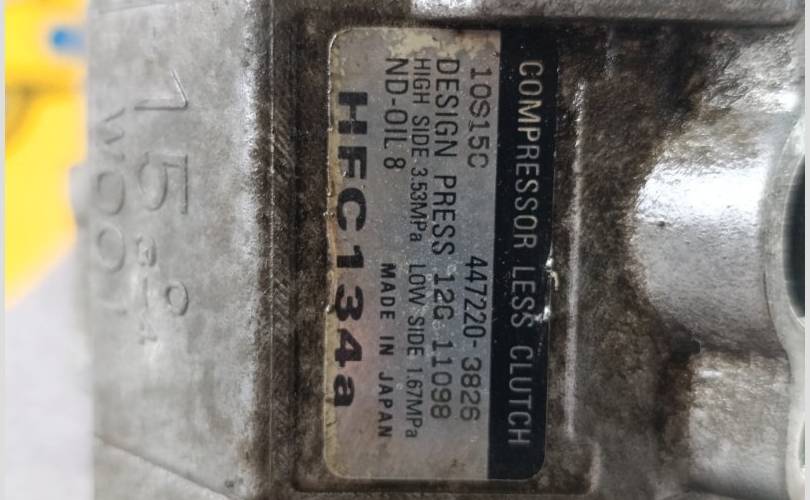 COMPRESSOR LESS CLUTCH
10S15C 447220-3826
DESIGN PRESS 12G 11098
HIGH SIDE 3.53MPa LOW SIDE 1.67MPa
ND-OIL 8 MADE IN JAPAN
HFC134a
15